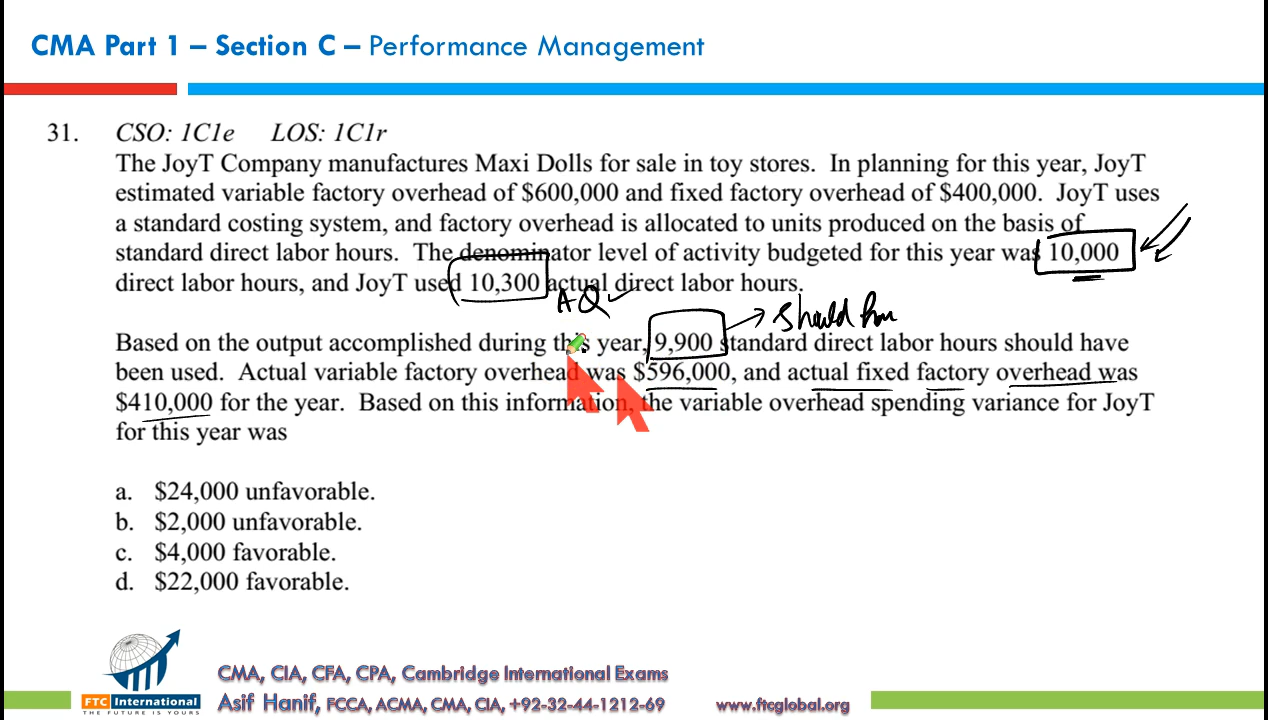 CMA Part 1 – Section C – Performance Management
31. CSO: 1C1e LOS: 1C1r
The JoyT Company manufactures Maxi Dolls for sale in toy stores. In planning for this year, JoyT
estimated variable factory overhead of $600,000 and fixed factory overhead of $400,000. JoyT uses
a standard costing system, and factory overhead is allocated to units produced on the basis of
standard direct labor hours. The denominator level of activity budgeted for this year was 10,000
direct labor hours, and JoyT used 10,300 actual direct labor hours.
AQ
should
Based on the output accomplished during this year, 9,900 standard direct labor hours should have
been used. Actual variable factory overhead was $596,000, and actual fixed factory overhead was
$410,000 for the year. Based on this information, the variable overhead spending variance for JoyT
for this year was
a. $24,000 unfavorable.
b. $2,000 unfavorable.
c. $4,000 favorable.
d. $22,000 favorable.
CMA, CIA, CFA, CPA, Cambridge International Exams
FTC International
THE FUTURE IS YOURS
Asif Hanif, FCCA, ACMA, CMA, CIA, +92-32-44-1212-69 www.ftcglobal.org